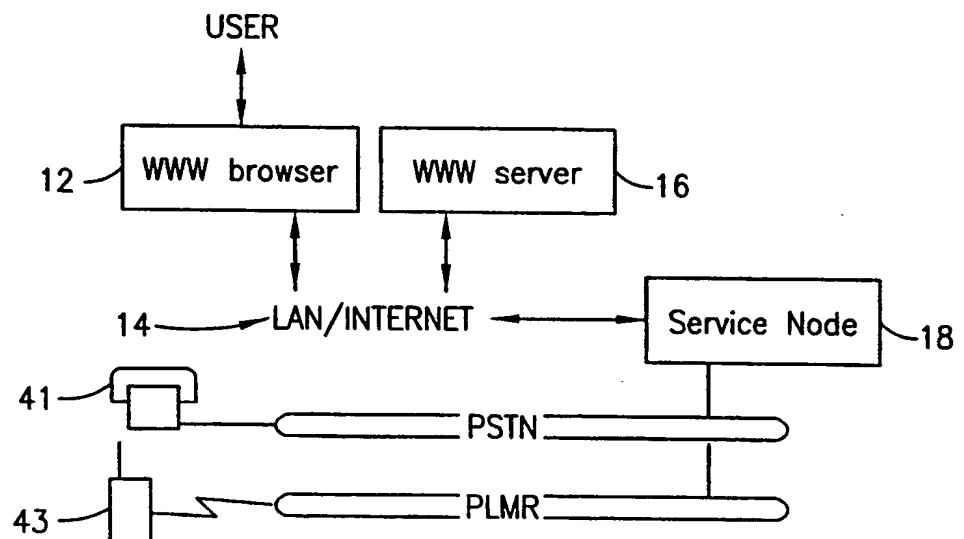 USER
12 WWW browser WWW server 16
14 LAN/INTERNET Service Node 18
41 PSTN
43 PLMR